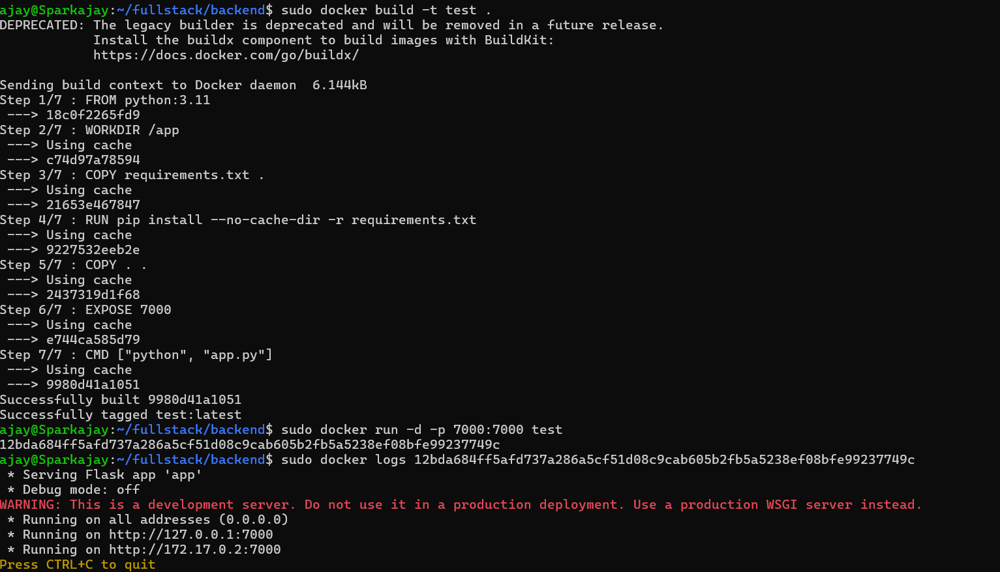 ajay@Sparkajay:~/fullstack/backend$ sudo docker build -t test .
DEPRECATED: The legacy builder is deprecated and will be removed in a future release.
            Install the buildx component to build images with BuildKit:
            https://docs.docker.com/go/buildx/

Sending build context to Docker daemon  6.144kB
Step 1/7 : FROM python:3.11
 ---> 18c0f2265fd9
Step 2/7 : WORKDIR /app
 ---> Using cache
 ---> c74d97a78594
Step 3/7 : COPY requirements.txt .
 ---> Using cache
 ---> 21653e467847
Step 4/7 : RUN pip install --no-cache-dir -r requirements.txt
 ---> Using cache
 ---> 9227532eeb2e
Step 5/7 : COPY . .
 ---> Using cache
 ---> 2437319d1f68
Step 6/7 : EXPOSE 7000
 ---> Using cache
 ---> e744ca585d79
Step 7/7 : CMD ["python", "app.py"]
 ---> Using cache
 ---> 9980d41a1051
Successfully built 9980d41a1051
Successfully tagged test:latest
ajay@Sparkajay:~/fullstack/backend$ sudo docker run -d -p 7000:7000 test
12bda684ff5afd737a286a5cf51d08c9cab605b2fb5a5238ef08bfe99237749c
ajay@Sparkajay:~/fullstack/backend$ sudo docker logs 12bda684ff5afd737a286a5cf51d08c9cab605b2fb5a5238ef08bfe99237749c
 * Serving Flask app 'app'
 * Debug mode: off
WARNING: This is a development server. Do not use it in a production deployment. Use a production WSGI server instead.
 * Running on all addresses (0.0.0.0)
 * Running on http://127.0.0.1:7000
 * Running on http://172.17.0.2:7000
Press CTRL+C to quit